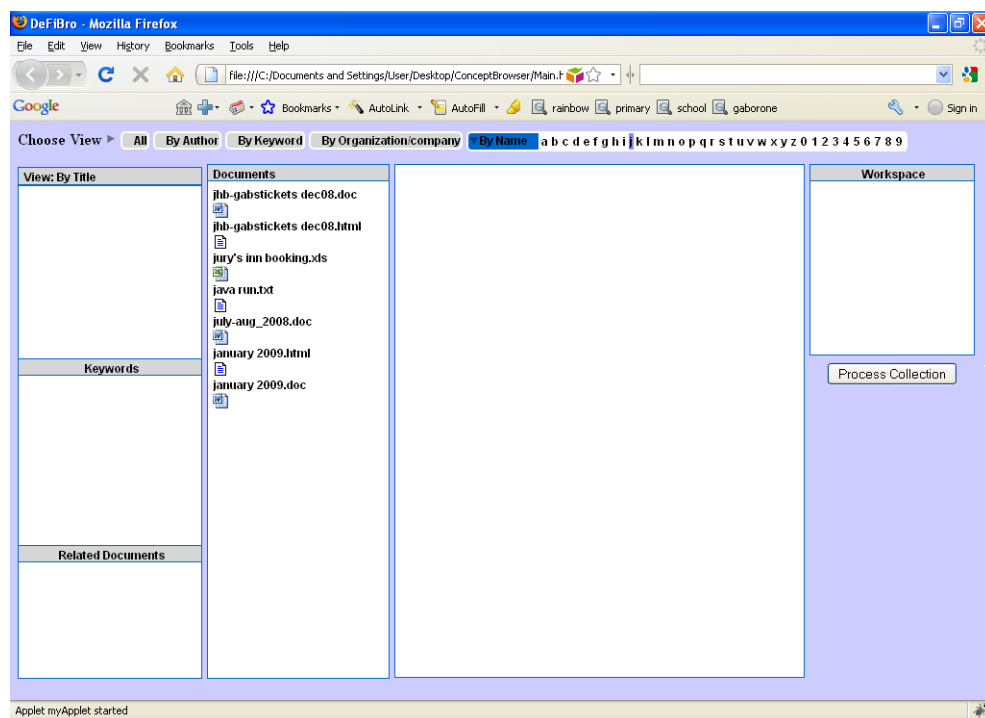 DeFiBro - Mozilla Firefox
File Edit View History Bookmarks Tools Help
file:///C:/Documents and Settings/User/Desktop/ConceptBrowser/Main.h
Google Bookmarks AutoLink AutoFill rainbow primary school gaborone Sign in
Choose View All By Author By Keyword By Organization/company By Name a b c d e f g h i j k l m n o p q r s t u v w x y z 0 1 2 3 4 5 6 7 8 9
View: By Title
Keywords
Related Documents
Documents
jhb-gabstickets dec08.doc
jhb-gabstickets dec08.html
jury's inn booking.xls
java run.txt
july-aug_2008.doc
january 2009.html
january 2009.doc
Workspace
Process Collection
Applet myApplet started